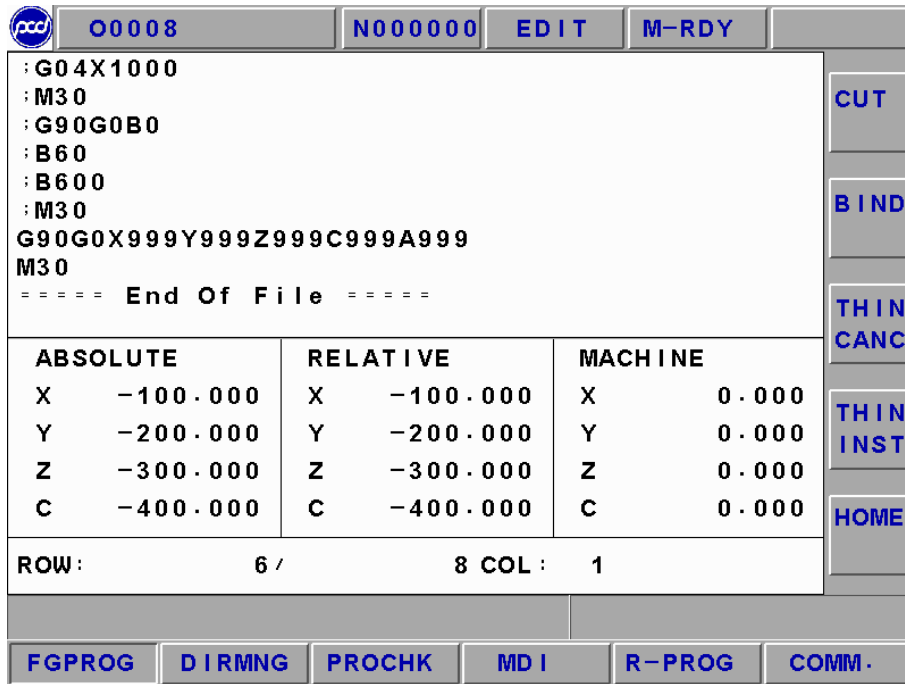 pcd O0008 N000000 EDIT M-RDY
;G04X1000
;M30
;G90G0B0
;B60
;B600
;M30
G90G0X999Y999Z999C999A999
M30
===== End Of File =====
CUT
BIND
THIN
CANC
THIN
INST
HOME
ABSOLUTE RELATIVE MACHINE
X -100.000 X -100.000 X 0.000
Y -200.000 Y -200.000 Y 0.000
Z -300.000 Z -300.000 Z 0.000
C -400.000 C -400.000 C 0.000
ROW: 6/ 8 COL: 1
FGPROG DIRMNG PROCHK MDI R-PROG COMM.